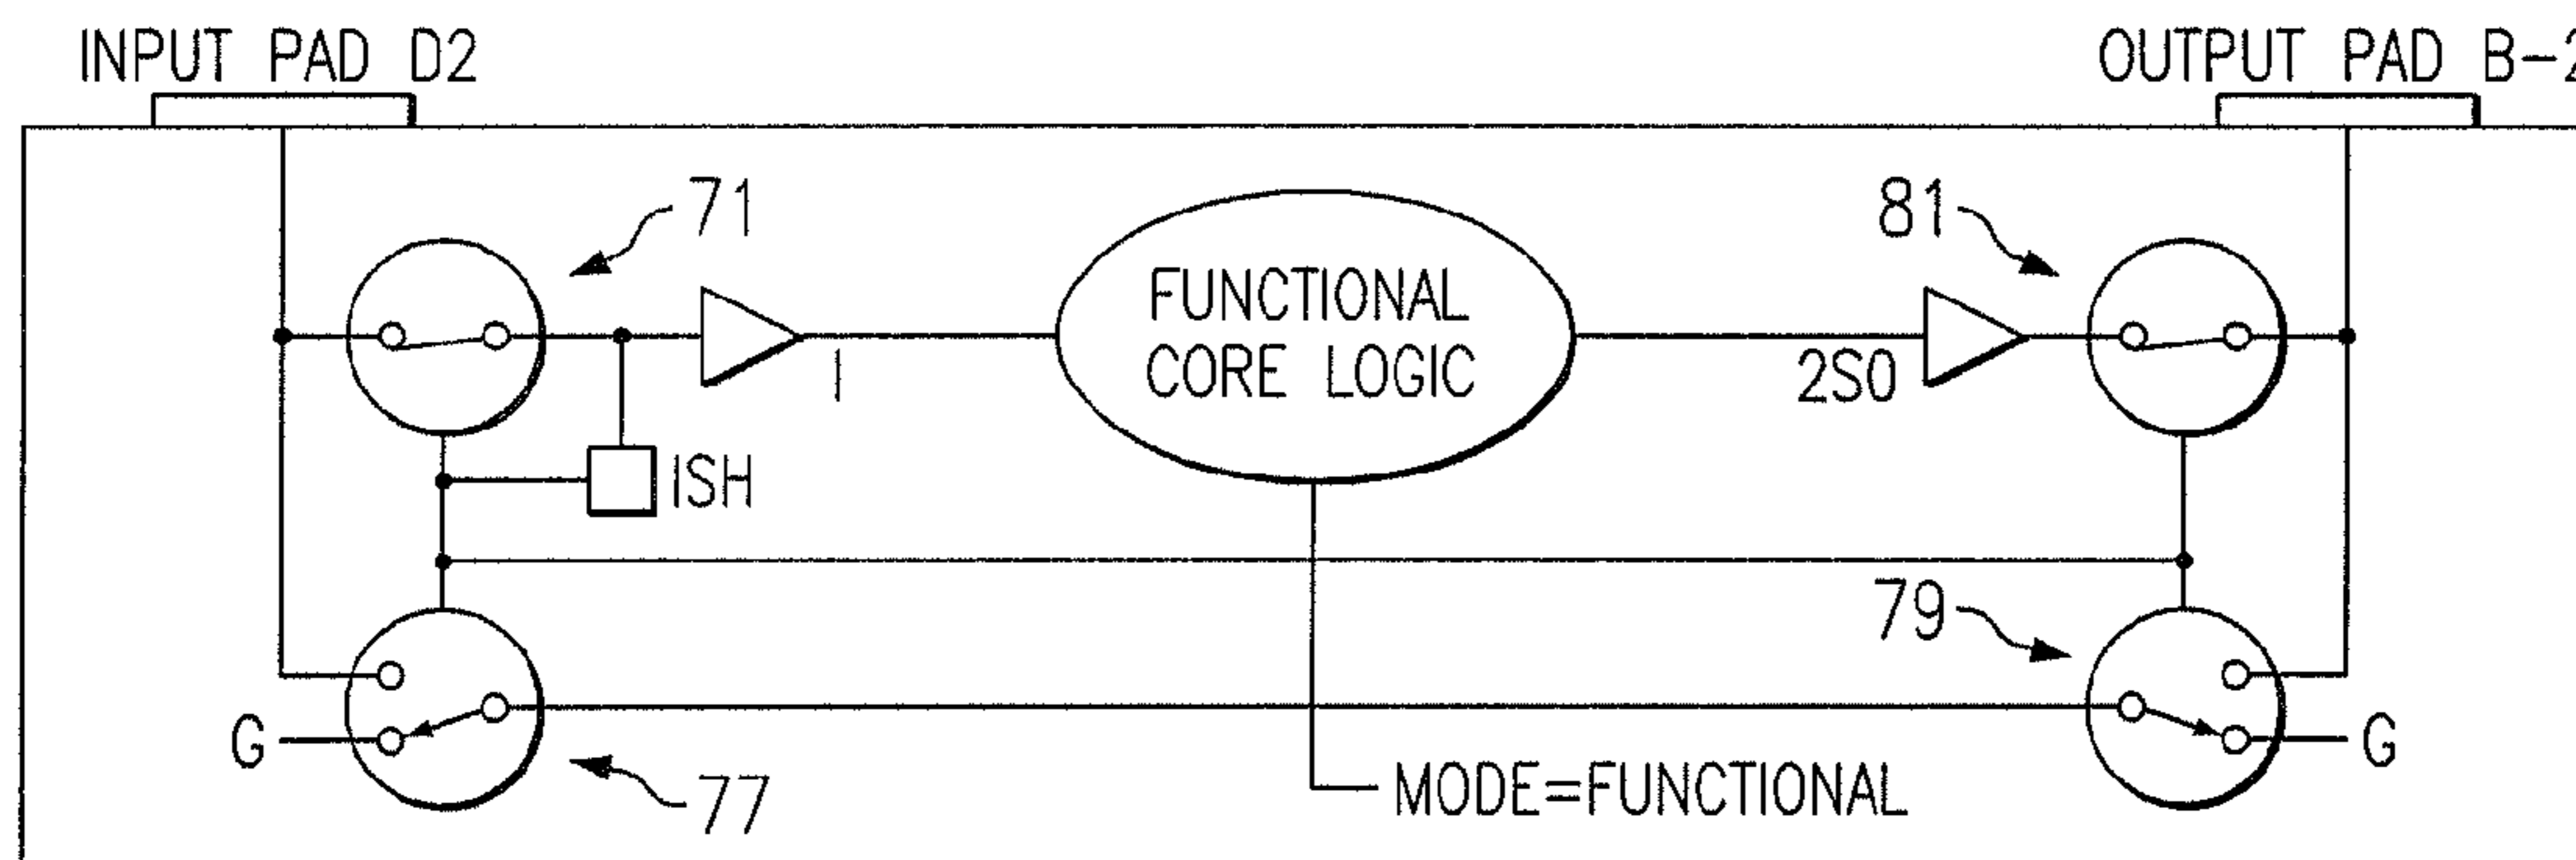 INPUT PAD D2
OUTPUT PAD B-2
71
81
FUNCTIONAL
CORE LOGIC
I
2SO
ISH
79
G
G
MODE=FUNCTIONAL
77